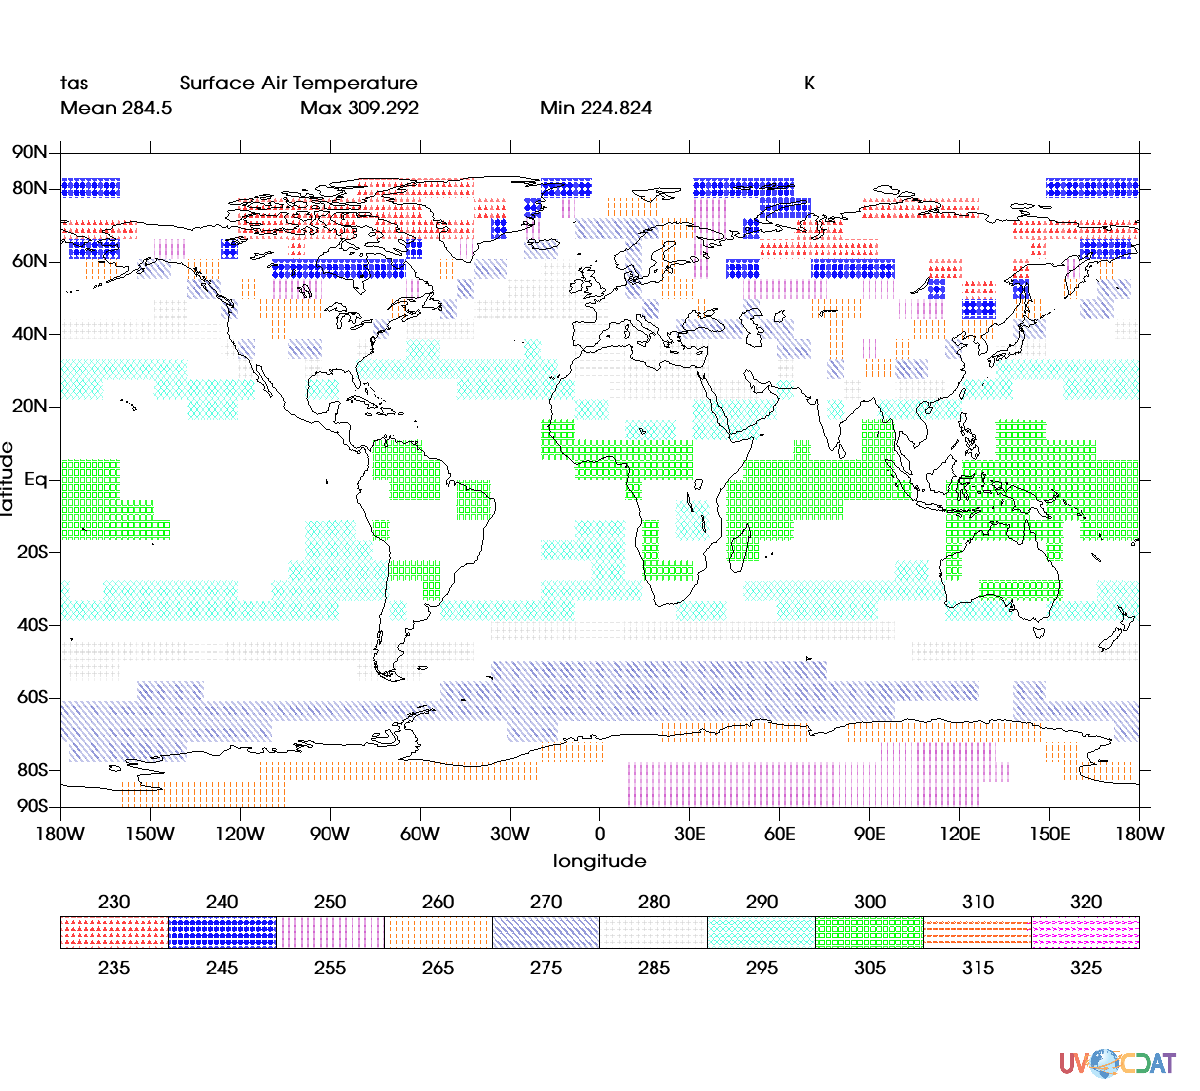 tas Surface Air Temperature K
Mean 284.5 Max 309.292 Min 224.824
90N
80N
60N
40N
20N
Eq
20S
40S
60S
80S
90S
latitude
180W 150W 120W 90W 60W 30W 0 30E 60E 90E 120E 150E 180W
longitude
230 240 250 260 270 280 290 300 310 320
235 245 255 265 275 285 295 305 315 325
UV CDAT